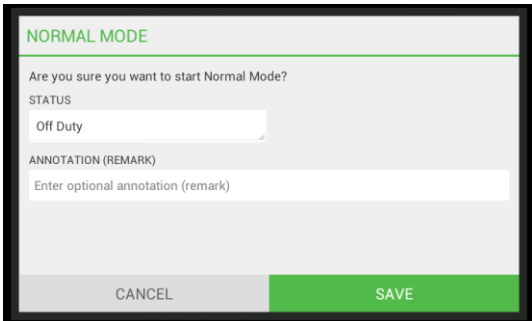 NORMAL MODE
Are you sure you want to start Normal Mode?
STATUS
Off Duty
ANNOTATION (REMARK)
Enter optional annotation (remark)
CANCEL
SAVE